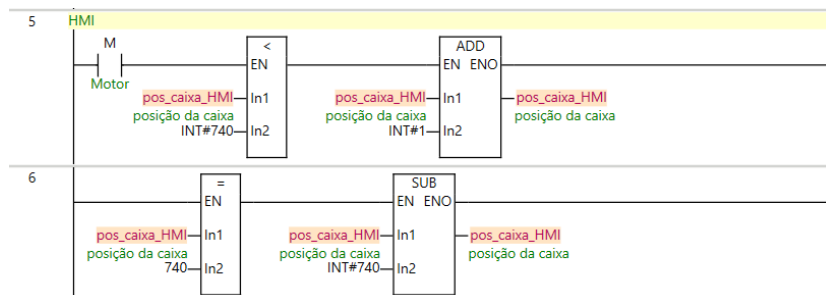 5 HMI
M < ADD
EN EN ENO
Motor
pos_caixa_HMI In1 pos_caixa_HMI In1 pos_caixa_HMI
posição da caixa posição da caixa posição da caixa
INT#740 In2 INT#1 In2
6
= SUB
EN EN ENO
pos_caixa_HMI In1 pos_caixa_HMI In1 pos_caixa_HMI
posição da caixa posição da caixa posição da caixa
740 In2 INT#740 In2